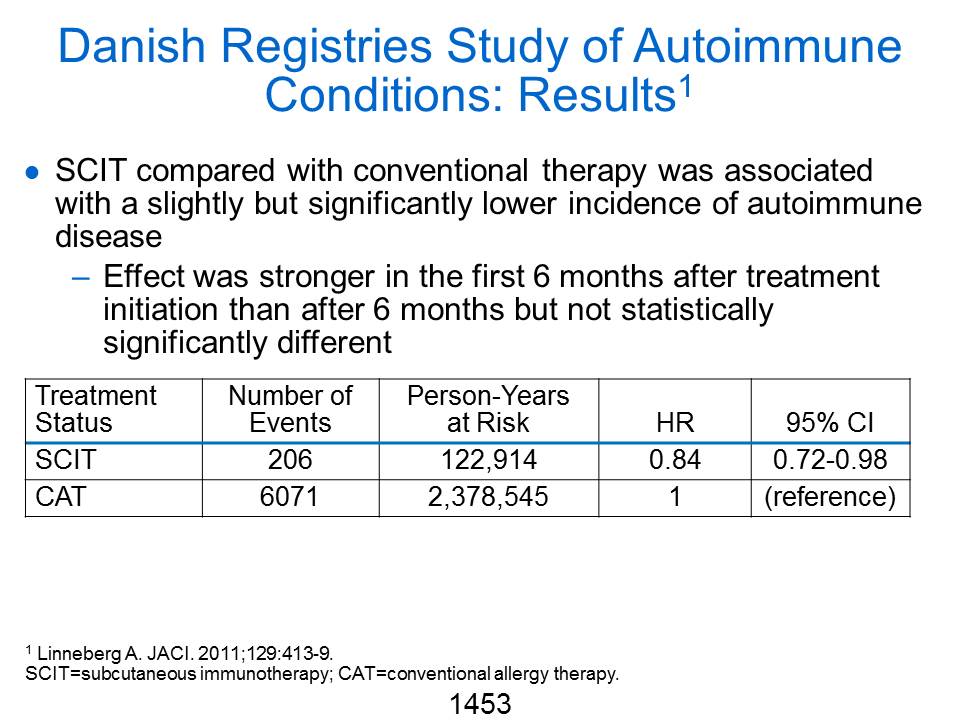 Danish Registries Study of Autoimmune
Conditions: Results¹
● SCIT compared with conventional therapy was associated
with a slightly but significantly lower incidence of autoimmune
disease
– Effect was stronger in the first 6 months after treatment
initiation than after 6 months but not statistically
significantly different
Treatment Status | Number of Events | Person-Years at Risk | HR | 95% CI
SCIT | 206 | 122,914 | 0.84 | 0.72-0.98
CAT | 6071 | 2,378,545 | 1 | (reference)
¹ Linneberg A. JACI. 2011;129:413-9.
SCIT=subcutaneous immunotherapy; CAT=conventional allergy therapy.
1453